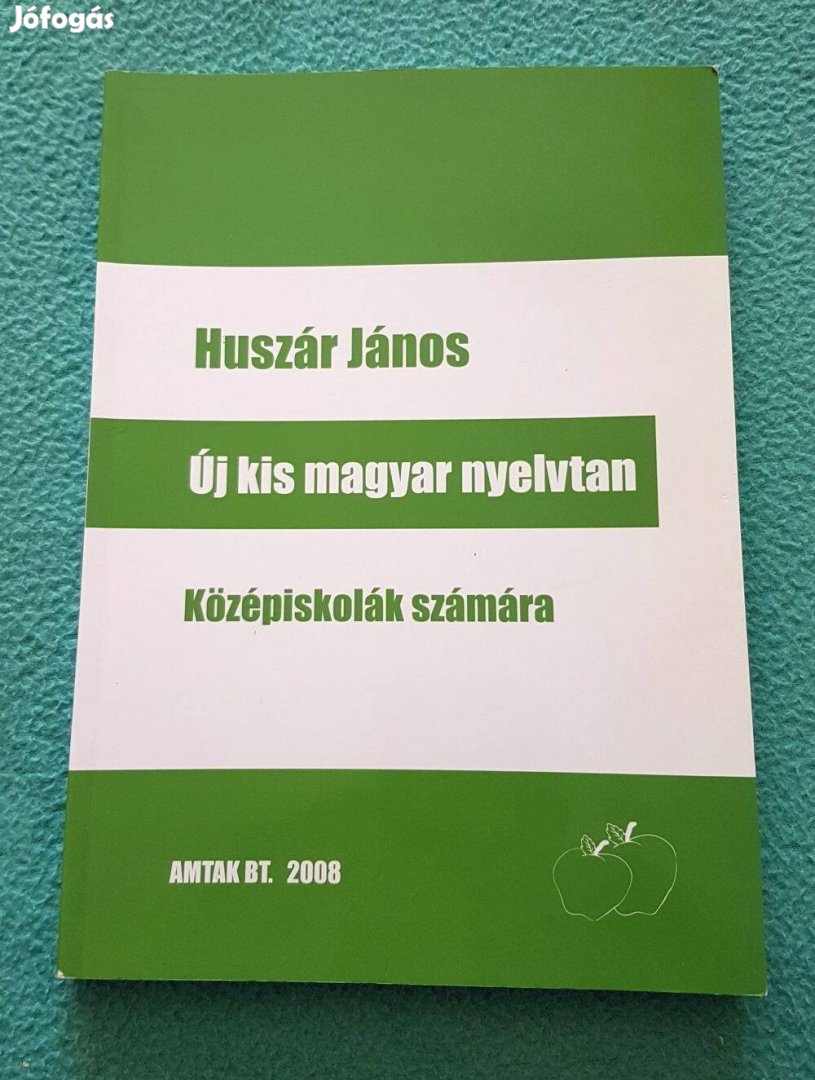 Jófogás
Huszár János
Új kis magyar nyelvtan
Középiskolák számára
AMTAK BT. 2008